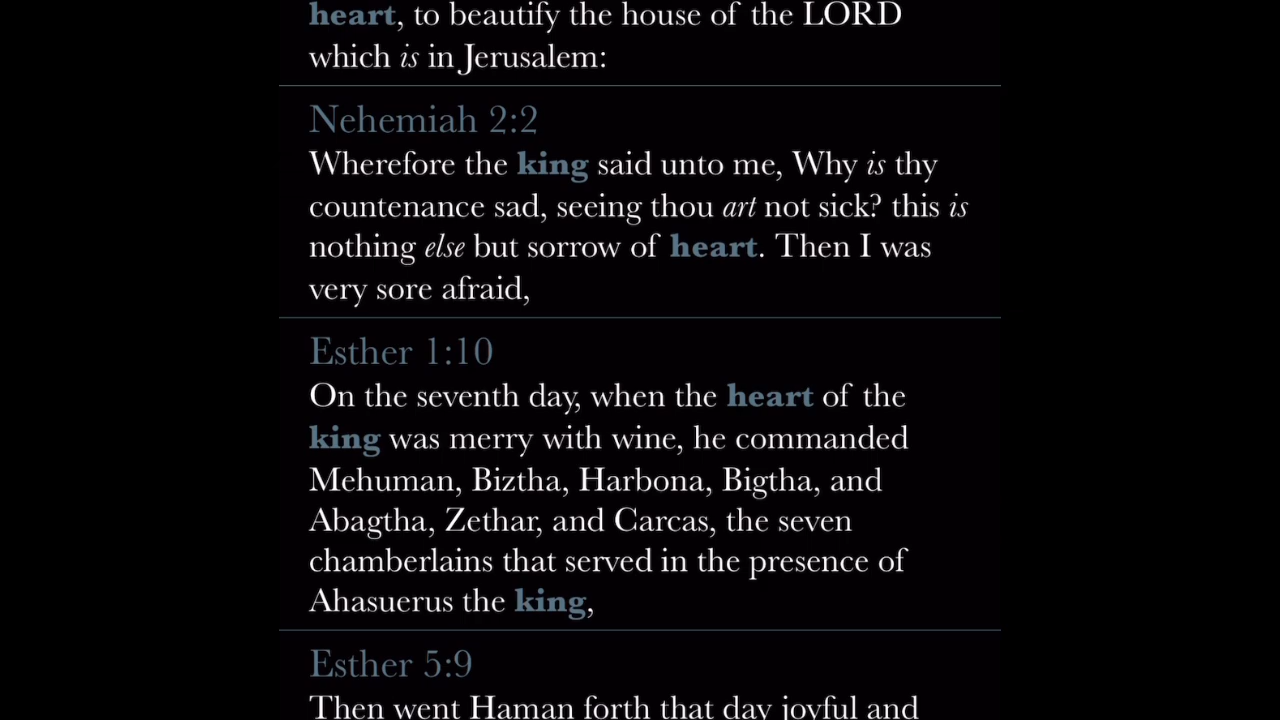 heart, to beautify the house of the LORD
which is in Jerusalem:
Nehemiah 2:2
Wherefore the king said unto me, Why is thy
countenance sad, seeing thou art not sick? this is
nothing else but sorrow of heart. Then I was
very sore afraid,
Esther 1:10
On the seventh day, when the heart of the
king was merry with wine, he commanded
Mehuman, Biztha, Harbona, Bigtha, and
Abagtha, Zethar, and Carcas, the seven
chamberlains that served in the presence of
Ahasuerus the king,
Esther 5:9
Then went Haman forth that day joyful and